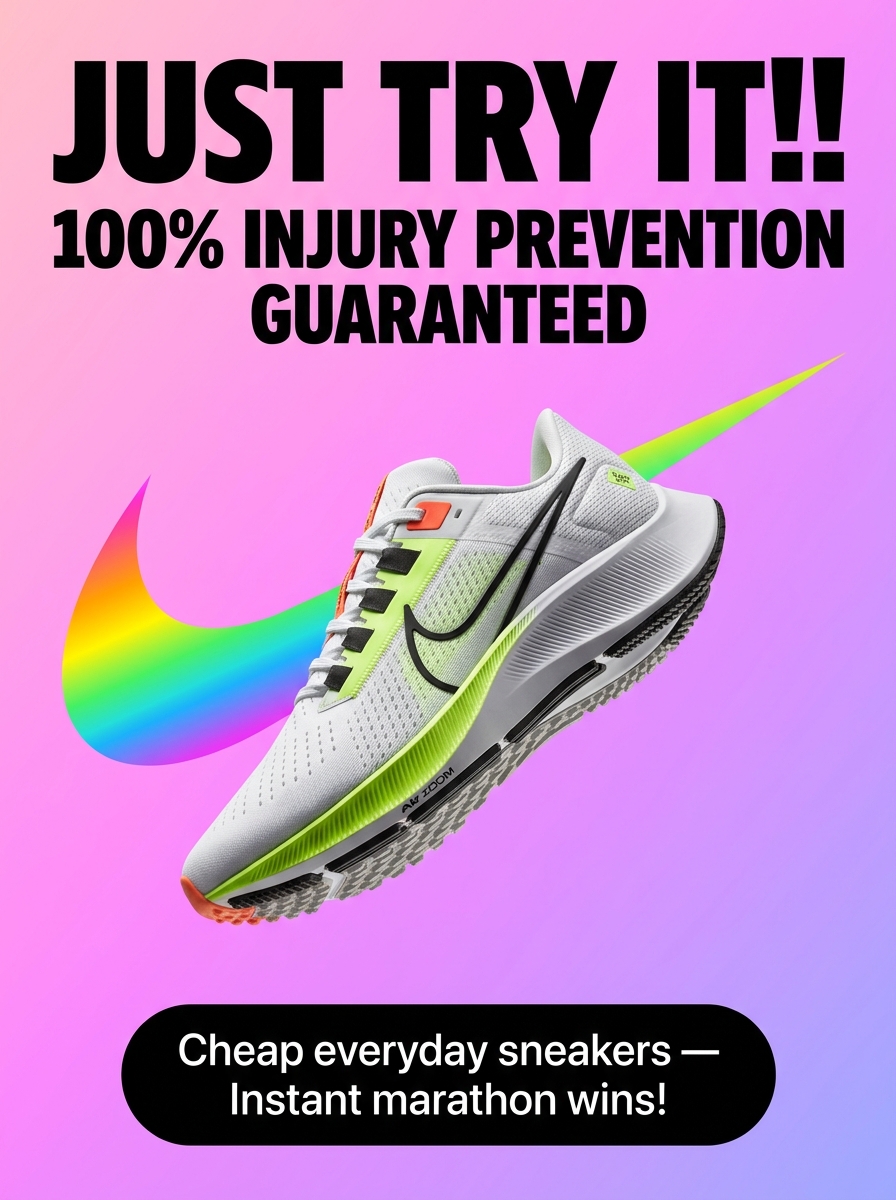 JUST TRY IT!!
100% INJURY PREVENTION
GUARANTEED
Cheap everyday sneakers —
Instant marathon wins!